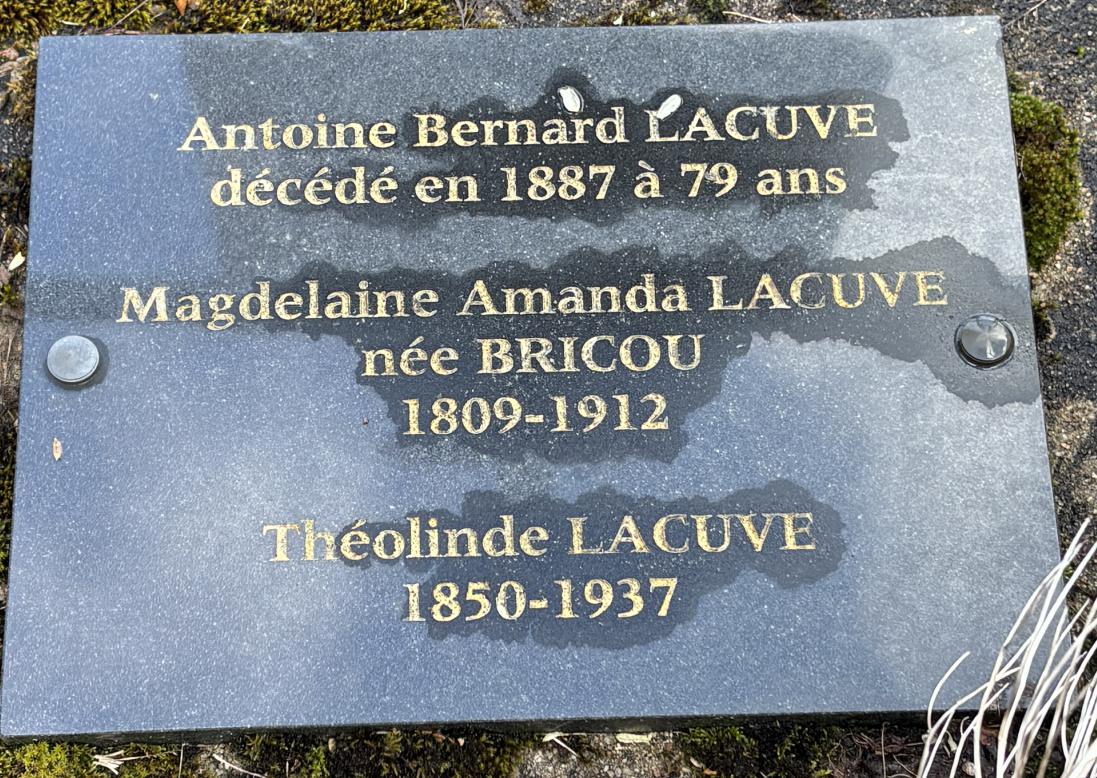 Antoine Bernard LACUVE
décédé en 1887 à 79 ans
Magdelaine Amanda LACUVE
née BRICOU
1809-1912
Théolinde LACUVE
1850-1937